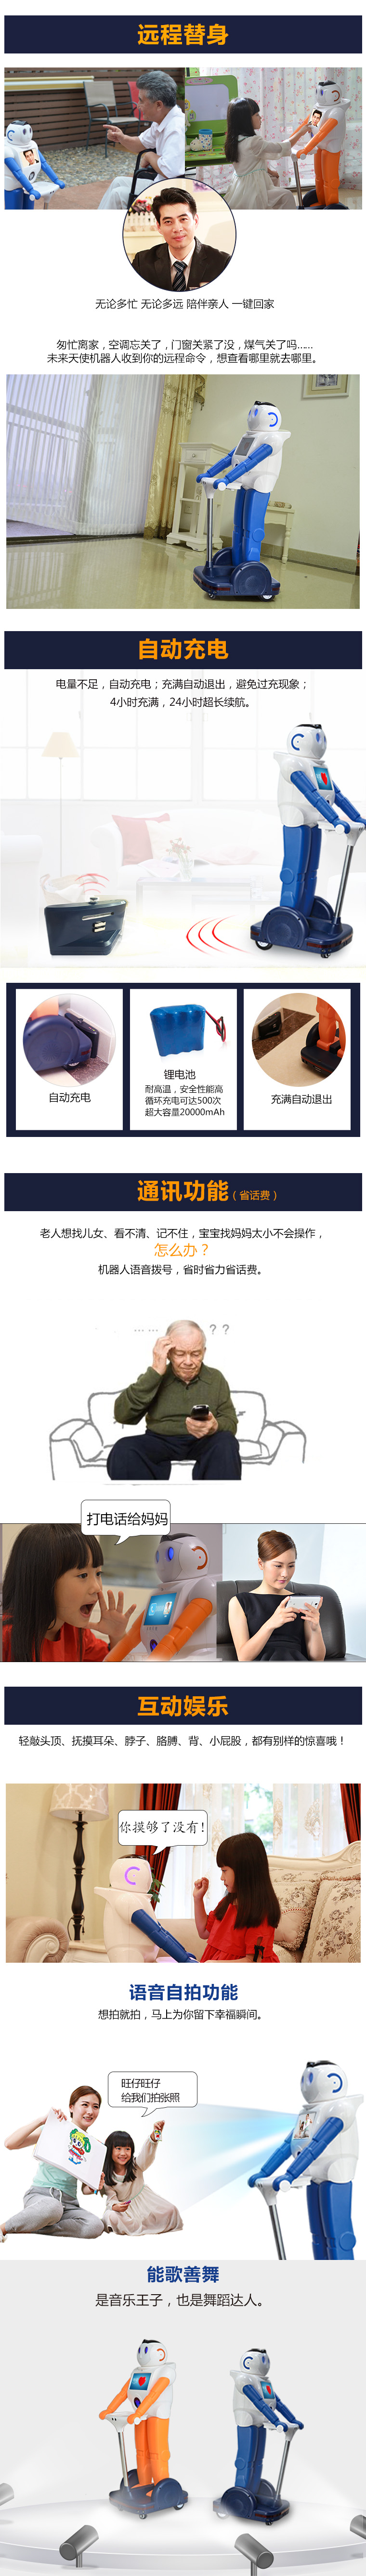 远程替身
无论多忙 无论多远 陪伴亲人 一键回家
匆忙离家，空调忘关了，门窗关紧了没，煤气关了吗......
未来天使机器人收到你的远程命令，想查看哪里就去哪里。
自动充电
电量不足，自动充电；充满自动退出，避免过充现象；
4小时充满，24小时超长续航。
自动充电
锂电池
耐高温，安全性能高
循环充电可达500次
超大容量20000mAh
充满自动退出
通讯功能（省话费）
老人想找儿女、看不清、记不住，宝宝找妈妈太小不会操作，
怎么办？
机器人语音拨号，省时省力省话费。
...... ? ?
打电话给妈妈
互动娱乐
轻敲头顶、抚摸耳朵、脖子、胳膊、背、小屁股，都有别样的惊喜哦！
你摸够了没有!
语音自拍功能
想拍就拍，马上为你留下幸福瞬间。
旺仔旺仔
给我们拍张照
能歌善舞
是音乐王子，也是舞蹈达人。